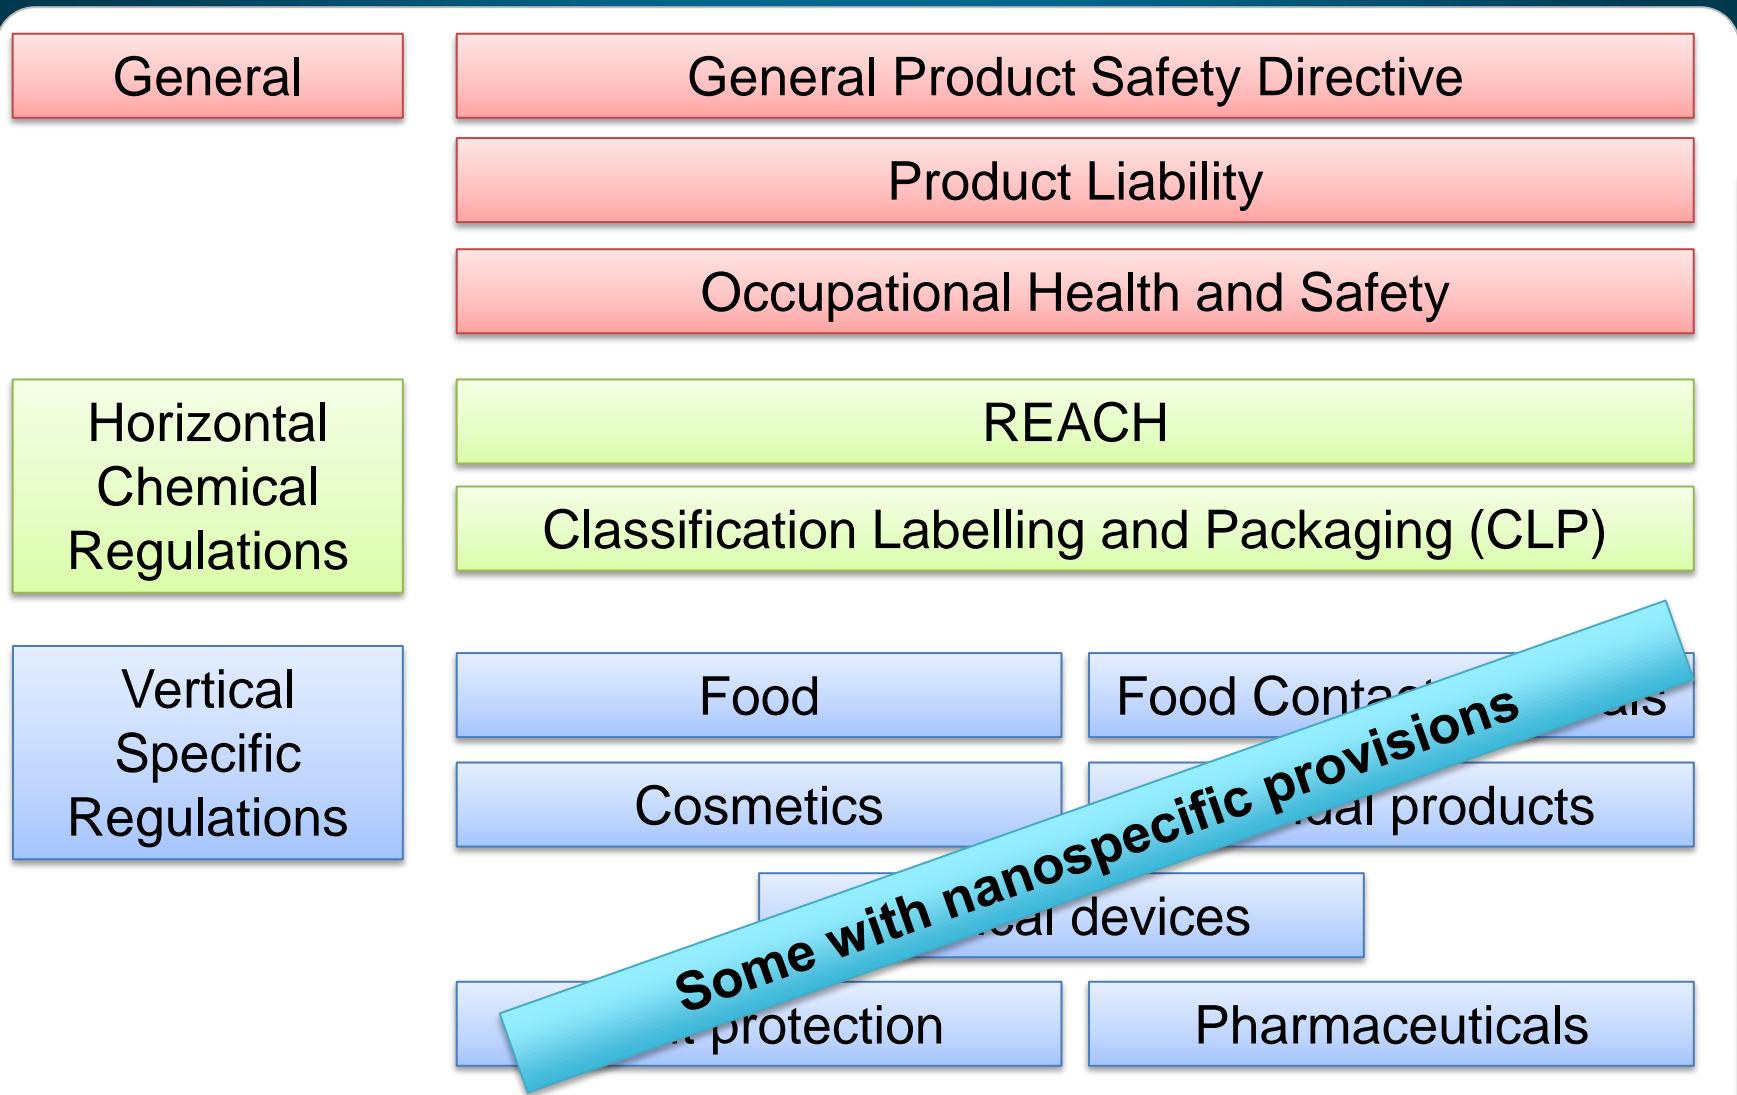 General
General Product Safety Directive
Product Liability
Occupational Health and Safety
Horizontal
Chemical
Regulations
REACH
Classification Labelling and Packaging (CLP)
Vertical
Specific
Regulations
Food
Food
Cosmetics
products
devices
protection
Pharmaceuticals
Some with nanospecific provisions